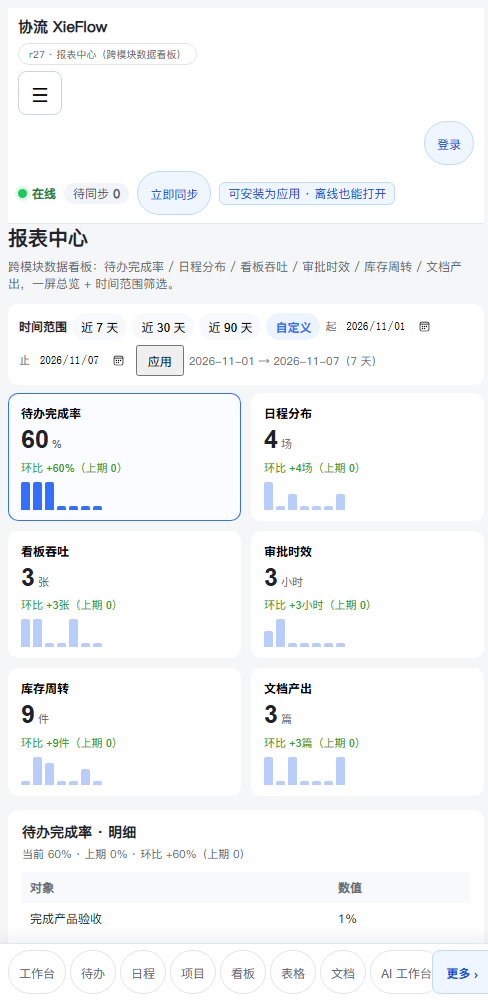 协流 XieFlow
r27 · 报表中心（跨模块数据看板）
☰
登录
在线 待同步 0 立即同步 可安装为应用 · 离线也能打开
报表中心
跨模块数据看板：待办完成率 / 日程分布 / 看板吞吐 / 审批时效 / 库存周转 / 文档产
出，一屏总览 + 时间范围筛选。
时间范围 近 7 天 近 30 天 近 90 天 自定义 起 2026/11/01
止 2026/11/07 应用 2026-11-01 → 2026-11-07（7 天）
待办完成率
60 %
环比 +60%（上期 0）
日程分布
4 场
环比 +4场（上期 0）
看板吞吐
3 张
环比 +3张（上期 0）
审批时效
3 小时
环比 +3小时（上期 0）
库存周转
9 件
环比 +9件（上期 0）
文档产出
3 篇
环比 +3篇（上期 0）
待办完成率 · 明细
当前 60% · 上期 0% · 环比 +60%（上期 0）
对象 数值
完成产品验收 1%
工作台 待办 日程 项目 看板 表格 文档 AI 工作台 更多 ›